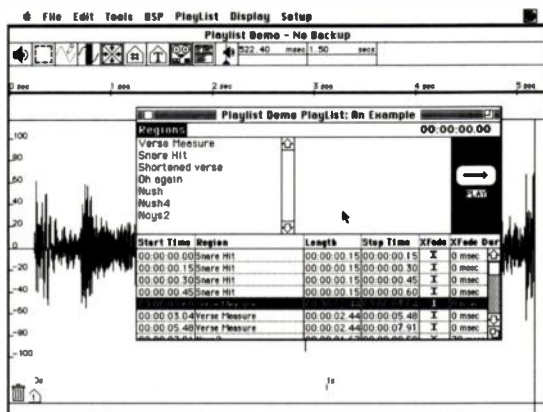 File Edit Tools DSP PlayList Display Setup
Playlist Demo - No Backup
522.40 msec 1.50 secs
0 sec 1 sec 2 sec 3 sec 4 sec 5 sec
Playlist Demo PlayList: An Example
Regions 00:00:00.00
Verse Measure
Snare Hit
Shortened verse
Oh again
Nush
Nush4
Noys2
PLAY
Start Time Region Length Stop Time XFade XFade Dur
00:00:00.00 Snare Hit 00:00:00.15 00:00:00.15 0 msec
00:00:00.15 Snare Hit 00:00:00.15 00:00:00.30 0 msec
00:00:00.30 Snare Hit 00:00:00.15 00:00:00.45 0 msec
00:00:00.45 Snare Hit 00:00:00.15 00:00:00.60 0 msec
00:00:03.04 Verse Measure 00:00:02.44 00:00:05.48 0 msec
00:00:05.48 Verse Measure 00:00:02.44 00:00:07.91 0 msec
100
80
60
40
20
0
-20
-40
-60
-80
-100
1s
1